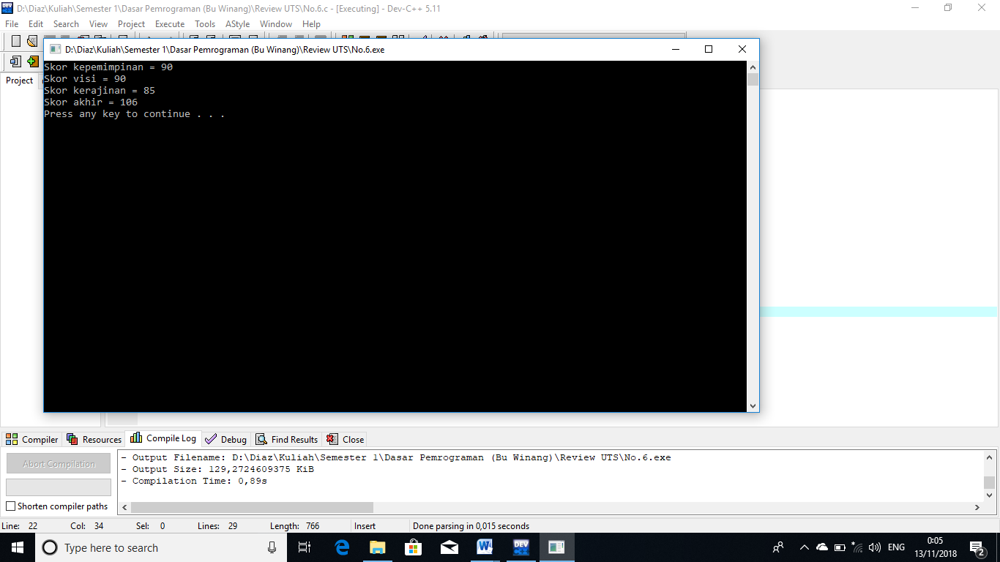 D:\Diaz\Kuliah\Semester 1\Dasar Pemrograman (Bu Winang)\Review UTS\No.6.c - [Executing] - Dev-C++ 5.11
File Edit Search View Project Execute Tools AStyle Window Help
D:\Diaz\Kuliah\Semester 1\Dasar Pemrograman (Bu Winang)\Review UTS\No.6.exe
Project
Skor kepemimpinan = 90
Skor visi = 90
Skor kerajinan = 85
Skor akhir = 106
Press any key to continue . . .
Compiler Resources Compile Log Debug Find Results Close
Abort Compilation
Shorten compiler paths
- Output Filename: D:\Diaz\Kuliah\Semester 1\Dasar Pemrograman (Bu Winang)\Review UTS\No.6.exe
- Output Size: 129,2724609375 KiB
- Compilation Time: 0,89s
Line: 22 Col: 34 Sel: 0 Lines: 29 Length: 766 Insert Done parsing in 0,015 seconds
Type here to search
ENG
0:05
13/11/2018
2